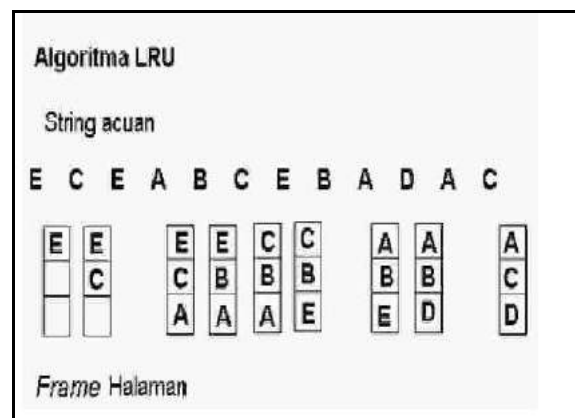 Algoritma LRU
String acuan
E C E A B C E B A D A C
E E E E C C A A A
C C B B B B B C
A A A E E D D
Frame Halaman